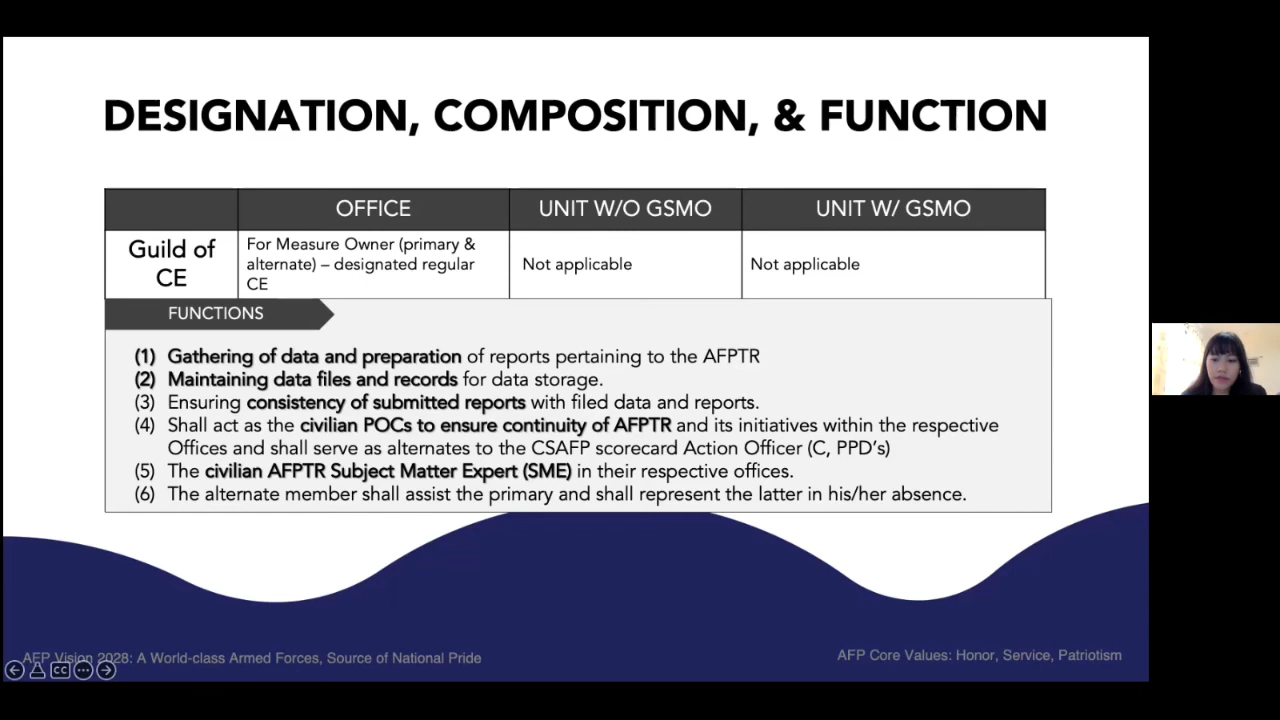 DESIGNATION, COMPOSITION, & FUNCTION
OFFICE
UNIT W/O GSMO
UNIT W/ GSMO
Guild of
CE
For Measure Owner (primary &
alternate) – designated regular
CE
Not applicable
Not applicable
FUNCTIONS
(1) Gathering of data and preparation of reports pertaining to the AFPTR
(2) Maintaining data files and records for data storage.
(3) Ensuring consistency of submitted reports with filed data and reports.
(4) Shall act as the civilian POCs to ensure continuity of AFPTR and its initiatives within the respective
Offices and shall serve as alternates to the CSAFP scorecard Action Officer (C, PPD’s)
(5) The civilian AFPTR Subject Matter Expert (SME) in their respective offices.
(6) The alternate member shall assist the primary and shall represent the latter in his/her absence.
AFP Vision 2028: A World-class Armed Forces, Source of National Pride
CC
AFP Core Values: Honor, Service, Patriotism